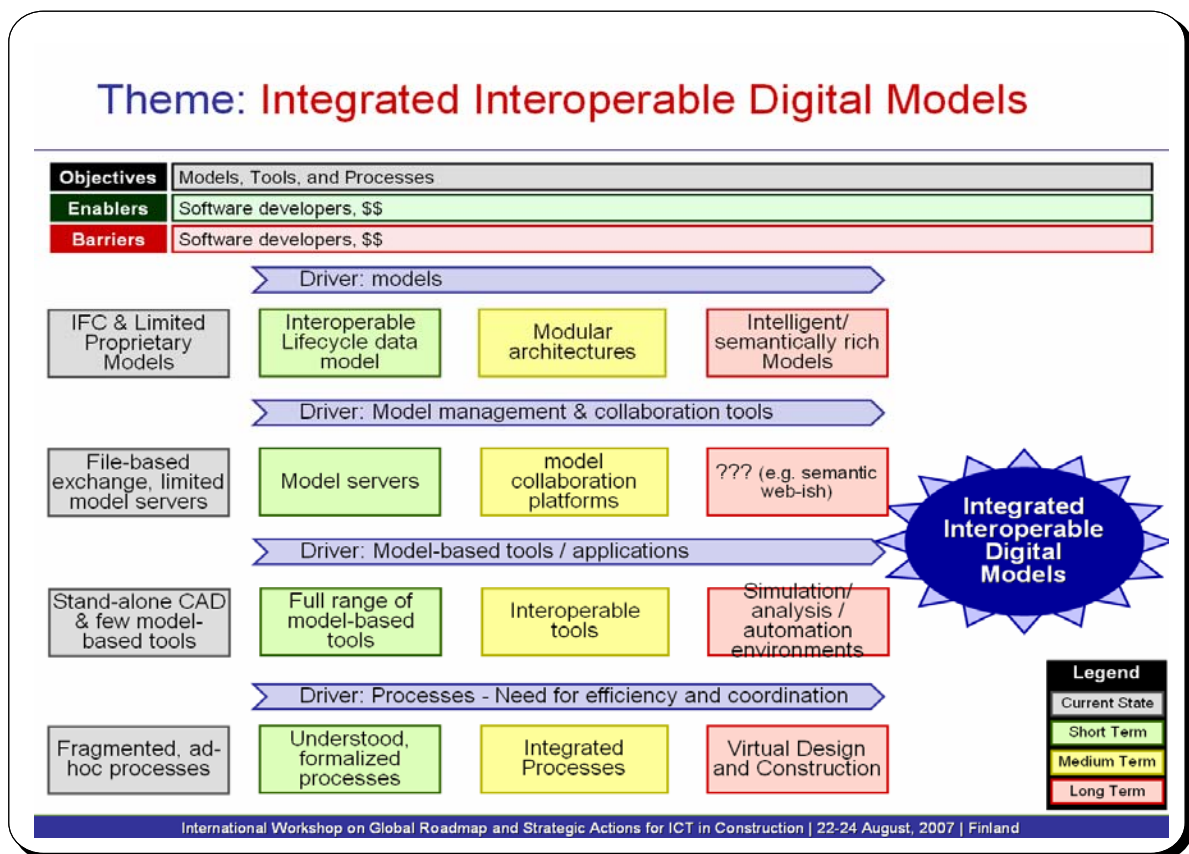 Theme: Integrated Interoperable Digital Models
Objectives
Models, Tools, and Processes
Enablers
Software developers, $$
Barriers
Software developers, $$
Driver: models
IFC & Limited
Proprietary
Models
Interoperable
Lifecycle data
model
Modular
architectures
Intelligent/
semantically rich
Models
Driver: Model management & collaboration tools
File-based
exchange, limited
model servers
Model servers
model
collaboration
platforms
??? (e.g. semantic
web-ish)
Integrated
Interoperable
Digital
Models
Driver: Model-based tools / applications
Stand-alone CAD
& few model-
based tools
Full range of
model-based
tools
Interoperable
tools
Simulation/
analysis /
automation
environments
Driver: Processes - Need for efficiency and coordination
Fragmented, ad-
hoc processes
Understood,
formalized
processes
Integrated
Processes
Virtual Design
and Construction
Legend
Current State
Short Term
Medium Term
Long Term
International Workshop on Global Roadmap and Strategic Actions for ICT in Construction | 22-24 August, 2007 | Finland